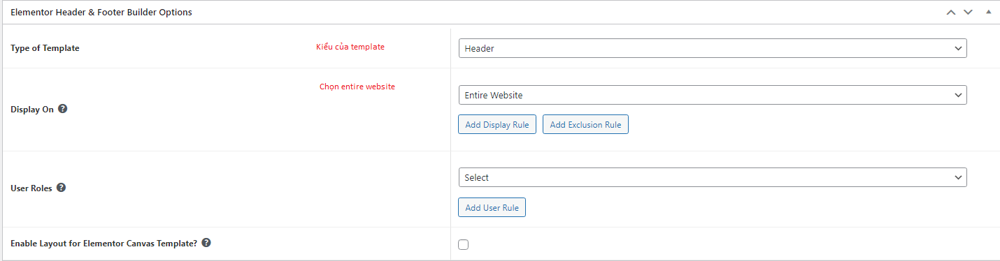 Elementor Header & Footer Builder Options
Type of Template
Kiểu của template
Header
Chọn entire website
Display On
Entire Website
Add Display Rule
Add Exclusion Rule
User Roles
Select
Add User Rule
Enable Layout for Elementor Canvas Template?